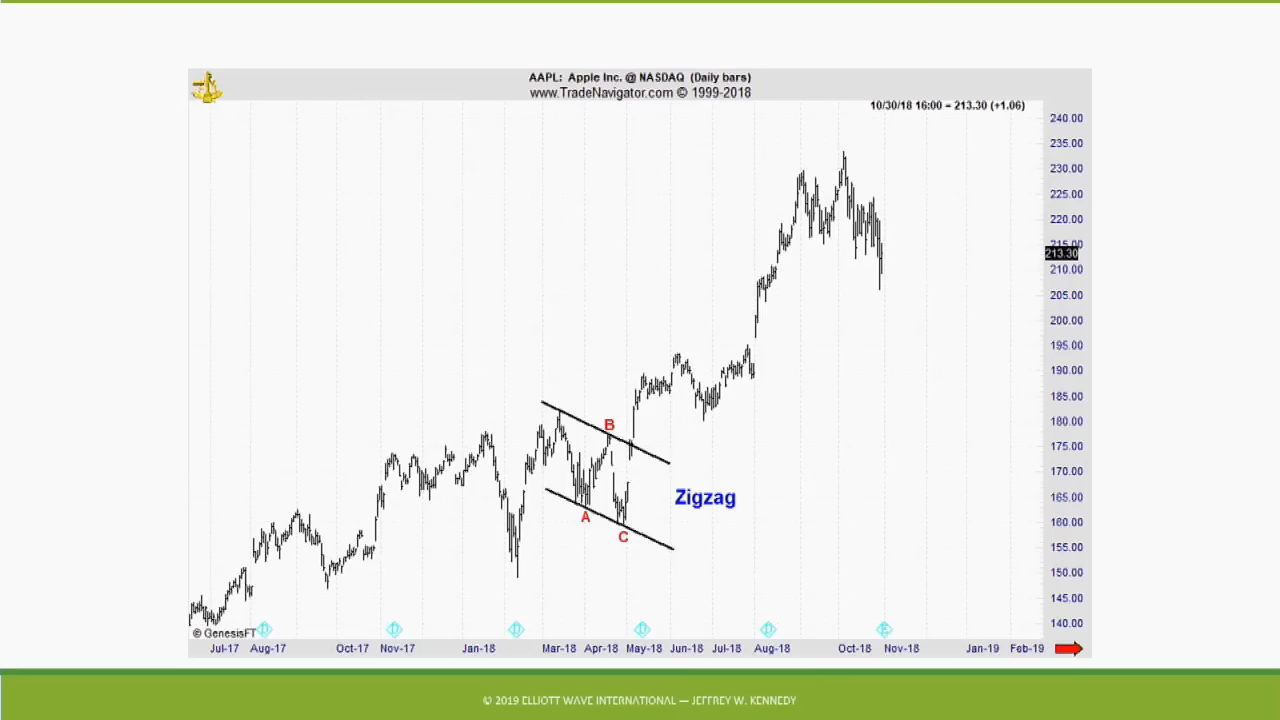 AAPL: Apple Inc. @ NASDAQ (Daily bars)
www.TradeNavigator.com © 1999-2018
10/30/18 16:00 = 213.30 (+1.06)
240.00
235.00
230.00
225.00
220.00
215.00
213.30
210.00
205.00
200.00
195.00
190.00
185.00
180.00
175.00
170.00
165.00
160.00
155.00
150.00
145.00
140.00
B
Zigzag
A
C
© GenesisFT
D D D D D E
Jul-17 Aug-17 Oct-17 Nov-17 Jan-18 Mar-18 Apr-18 May-18 Jun-18 Jul-18 Aug-18 Oct-18 Nov-18 Jan-19 Feb-19
© 2019 ELLIOTT WAVE INTERNATIONAL — JEFFREY W. KENNEDY